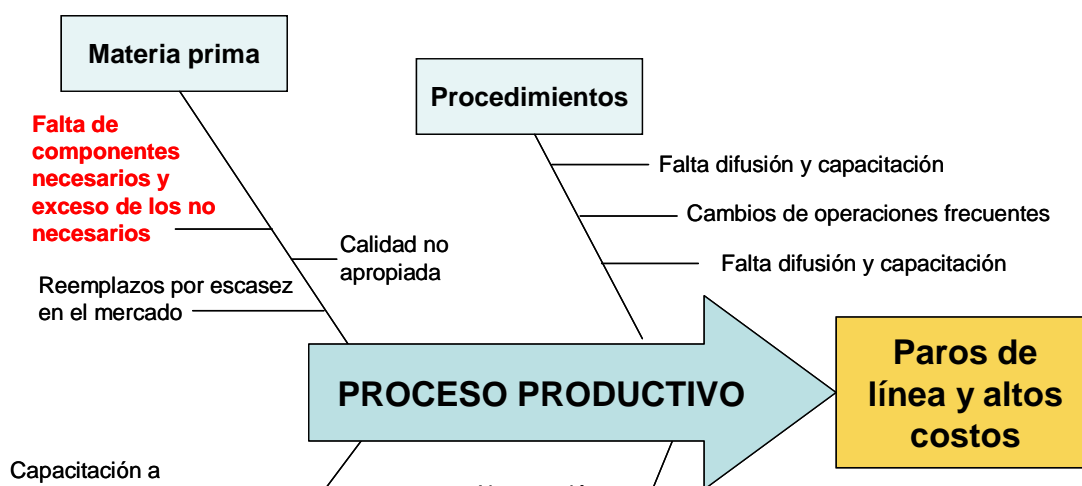 Materia prima
Procedimientos
Falta de
componentes
necesarios y
exceso de los no
necesarios
Calidad no
apropiada
Reemplazos por escasez
en el mercado
Falta difusión y capacitación
Cambios de operaciones frecuentes
Falta difusión y capacitación
PROCESO PRODUCTIVO
Paros de
línea y altos
costos
Capacitación a